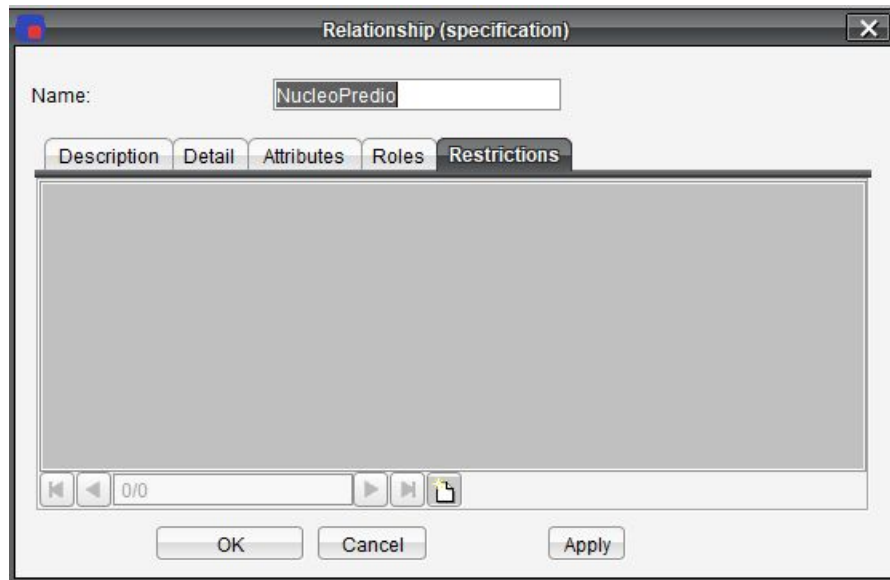 Relationship (specification)
Name: NucleoPredio
Description Detail Attributes Roles Restrictions
0/0
OK Cancel Apply